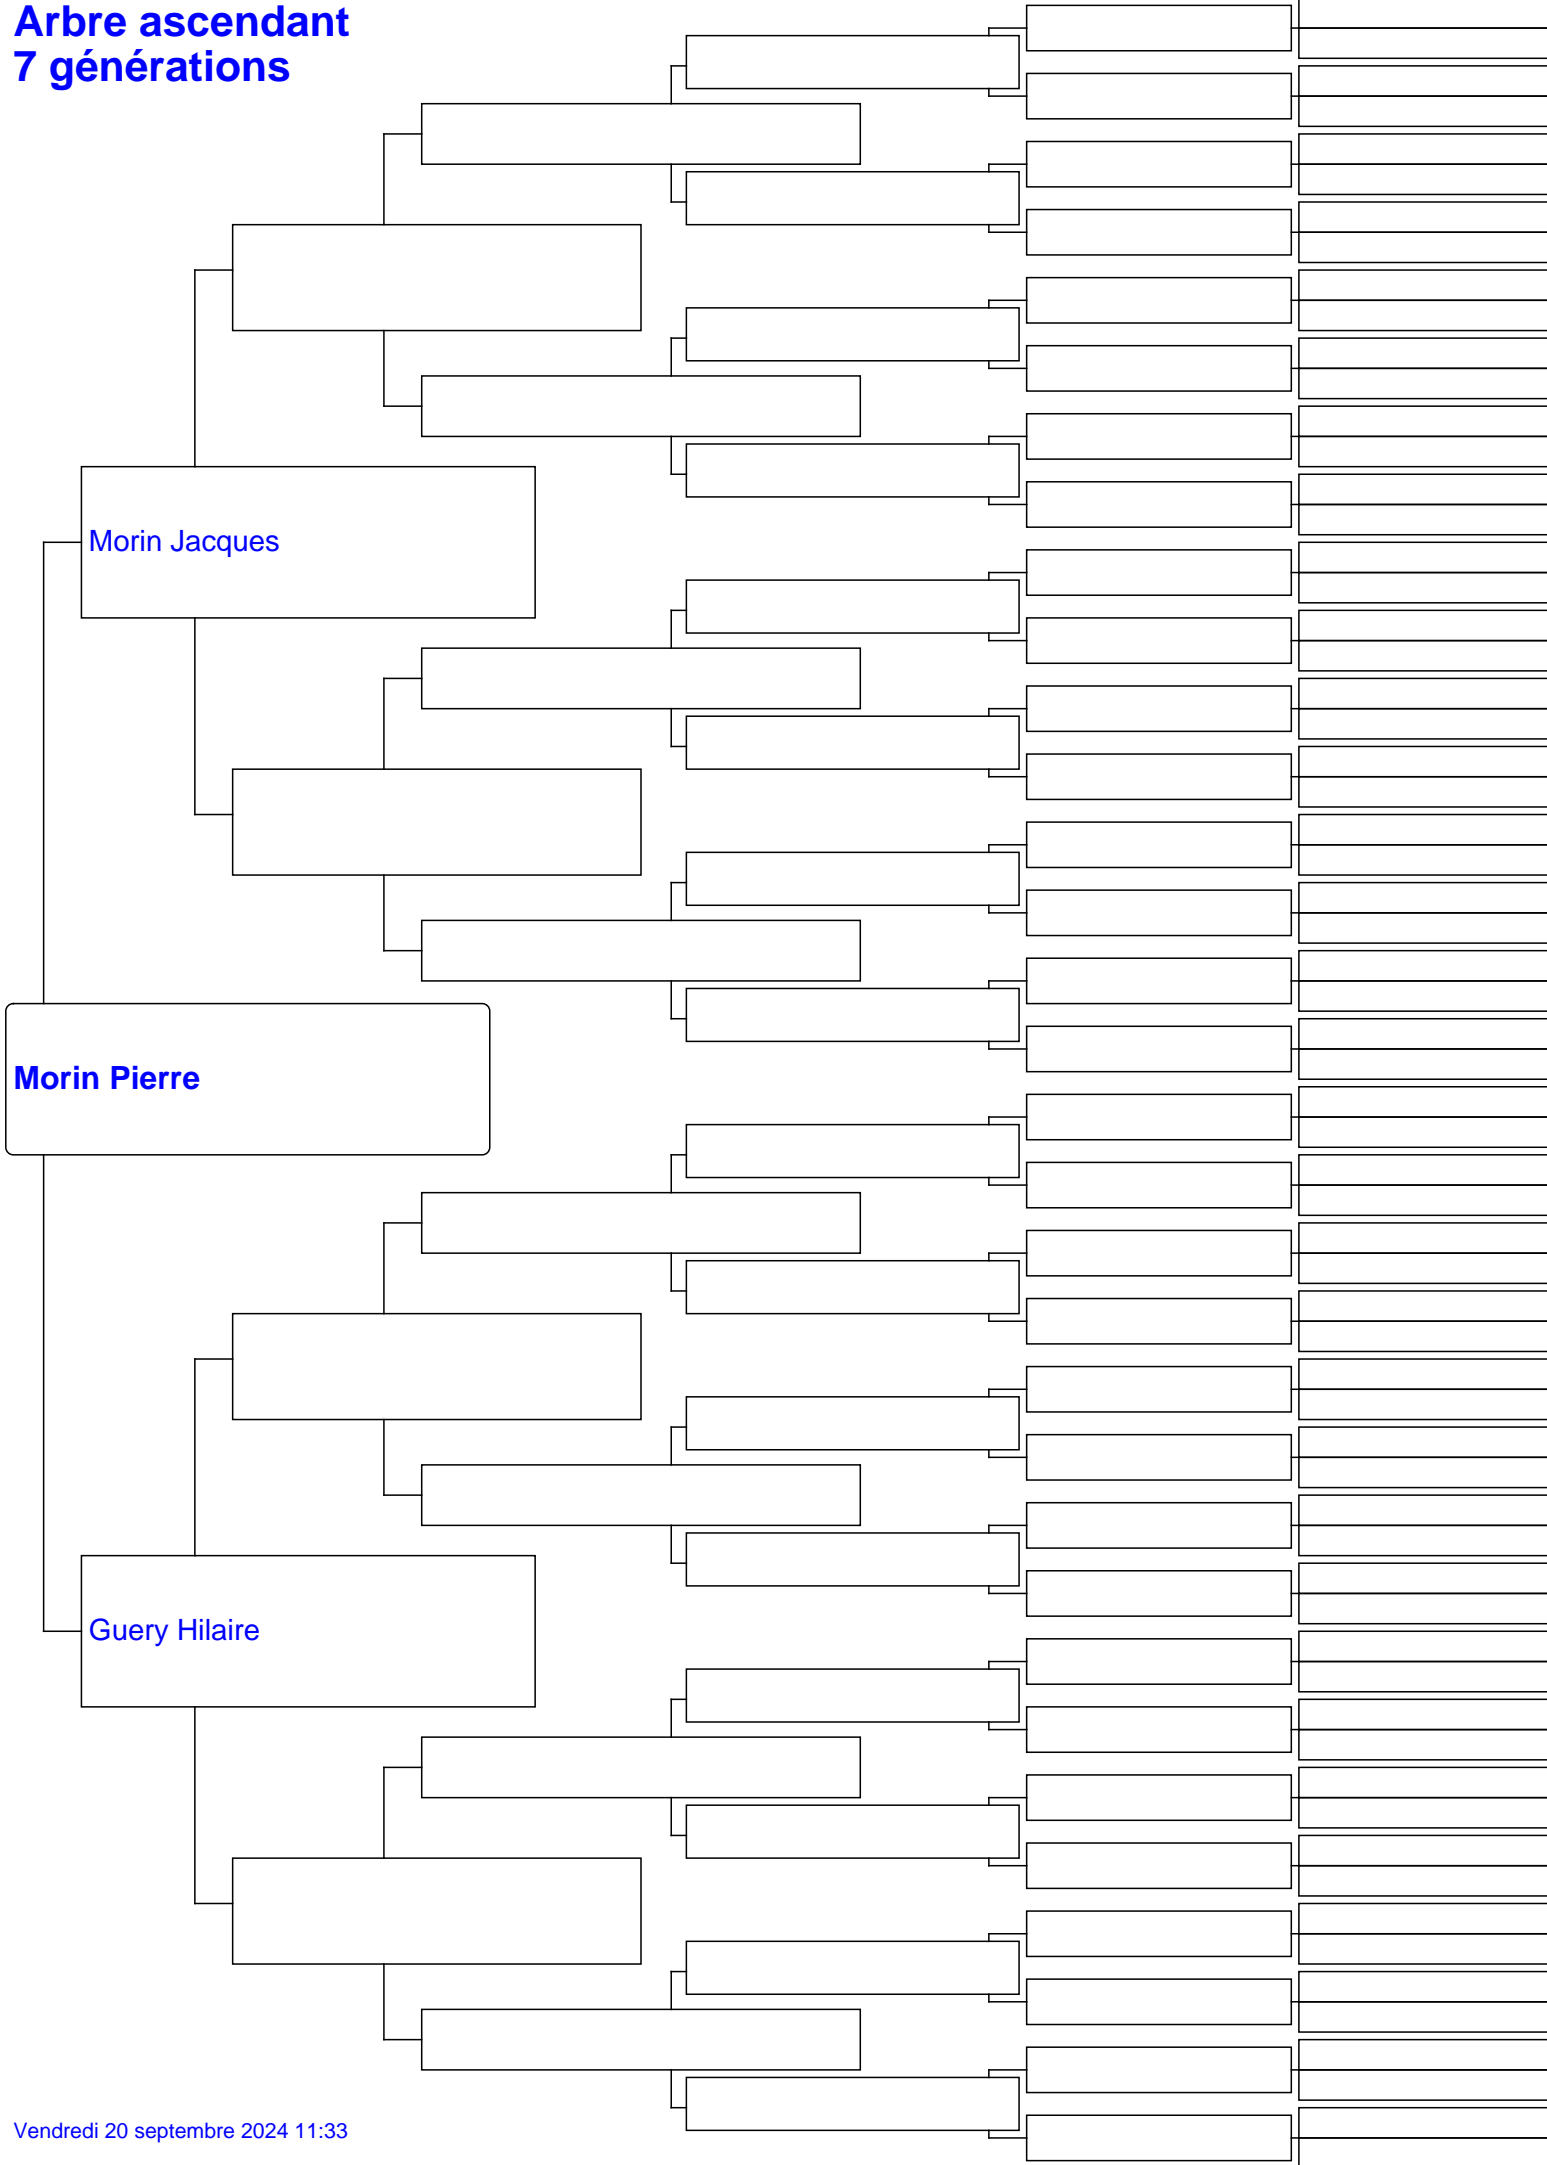 Arbre ascendant
7 générations
Morin Jacques
Morin Pierre
Guery Hilaire
Vendredi 20 septembre 2024 11:33